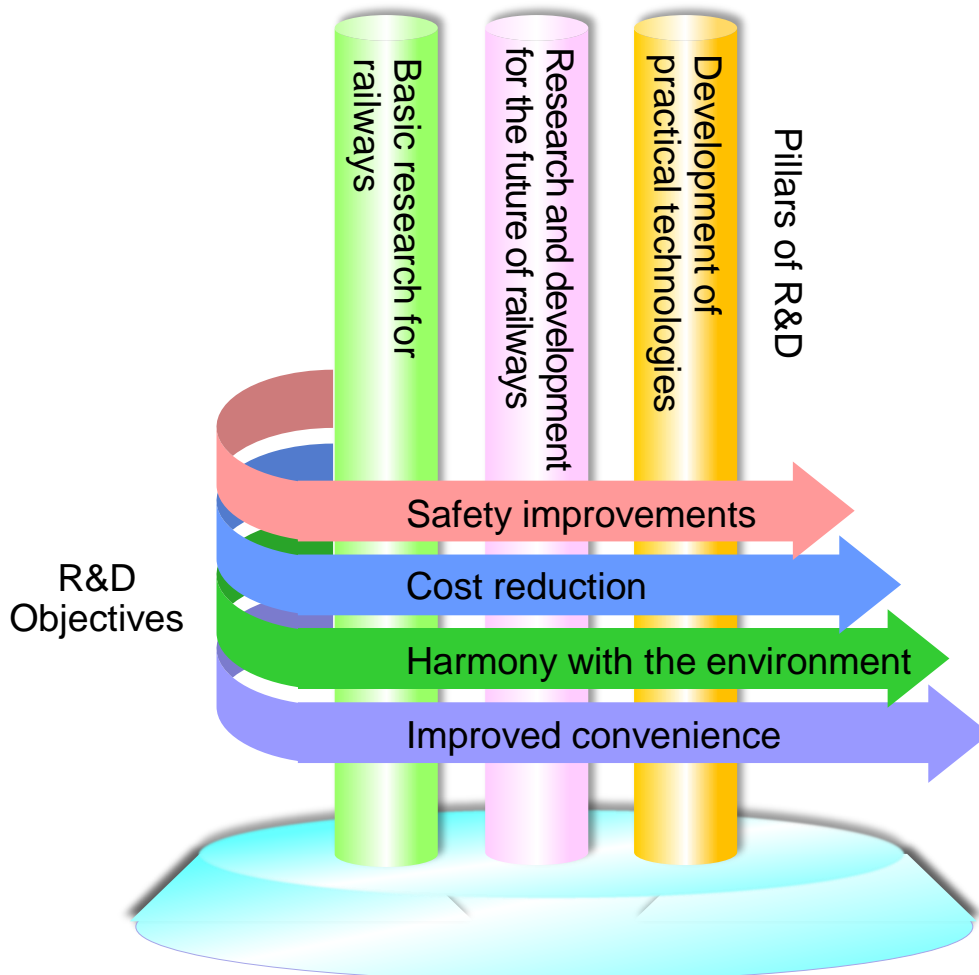 Basic research for
railways
Research and development
for the future of railways
Development of
practical technologies
Pillars of R&D
R&D
Objectives
Safety improvements
Cost reduction
Harmony with the environment
Improved convenience